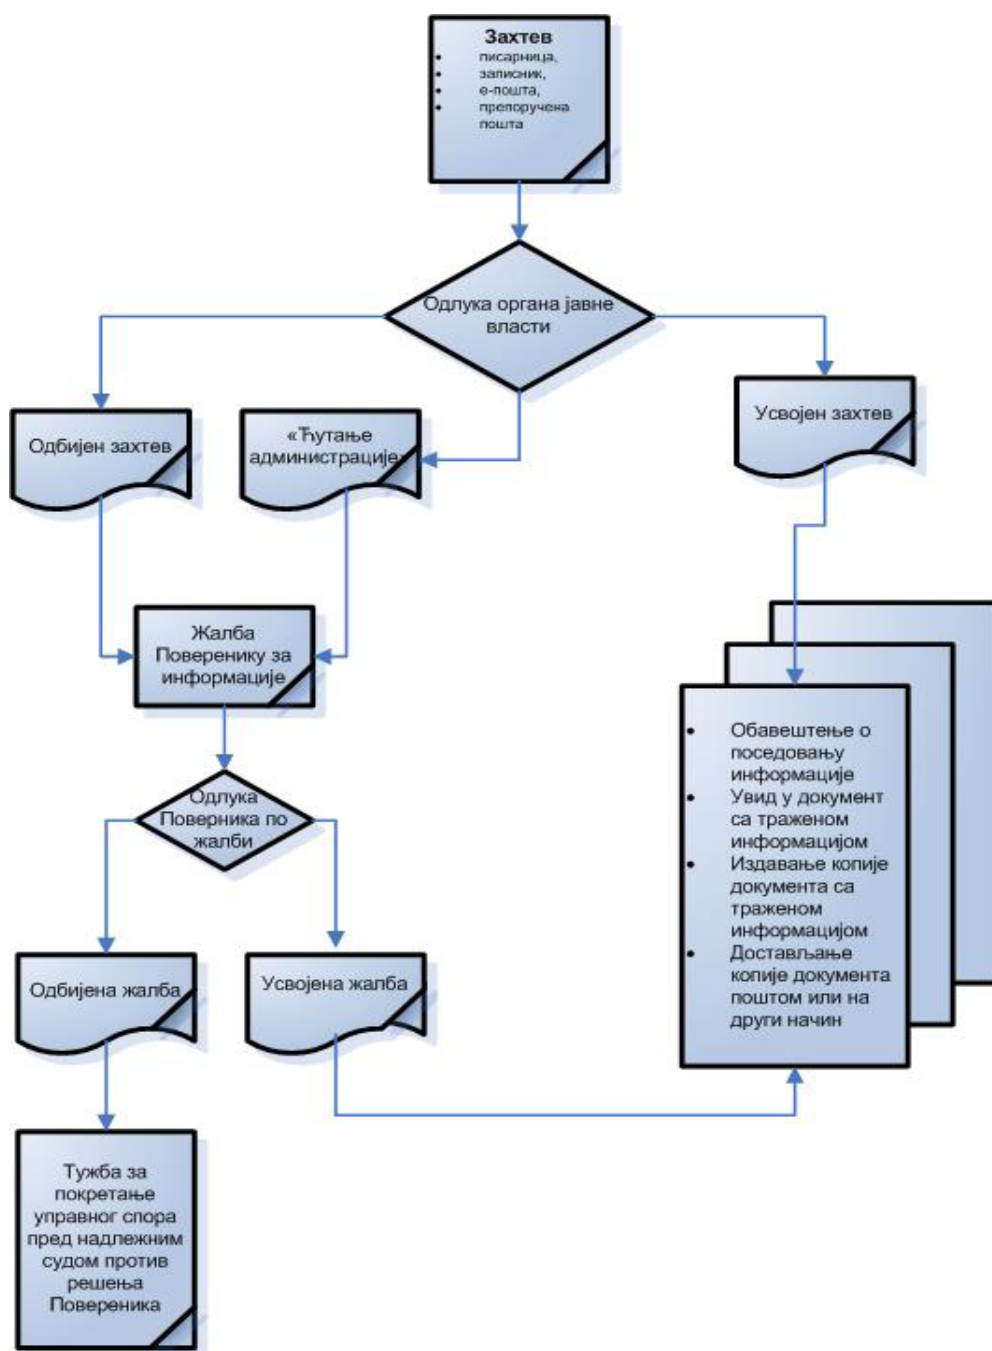 Захтев
• писарница,
• записник,
• е-пошта,
• препоручена
пошта
Одлука органа јавне
власти
Одбијен захтев
«Ћутање
администрације
Усвојен захтев
Жалба
Поверенику за
информације
Одлука
Поверника по
жалби
Одбијена жалба
Усвојена жалба
• Обавештење о
поседовању
информације
• Увид у документ
са траженом
информацијом
• Издавање копије
документа са
траженом
информацијом
• Достављање
копије документа
поштом или на
други начин
Тужба за
покретање
управног спора
пред надлежним
судом против
решења
Повереника